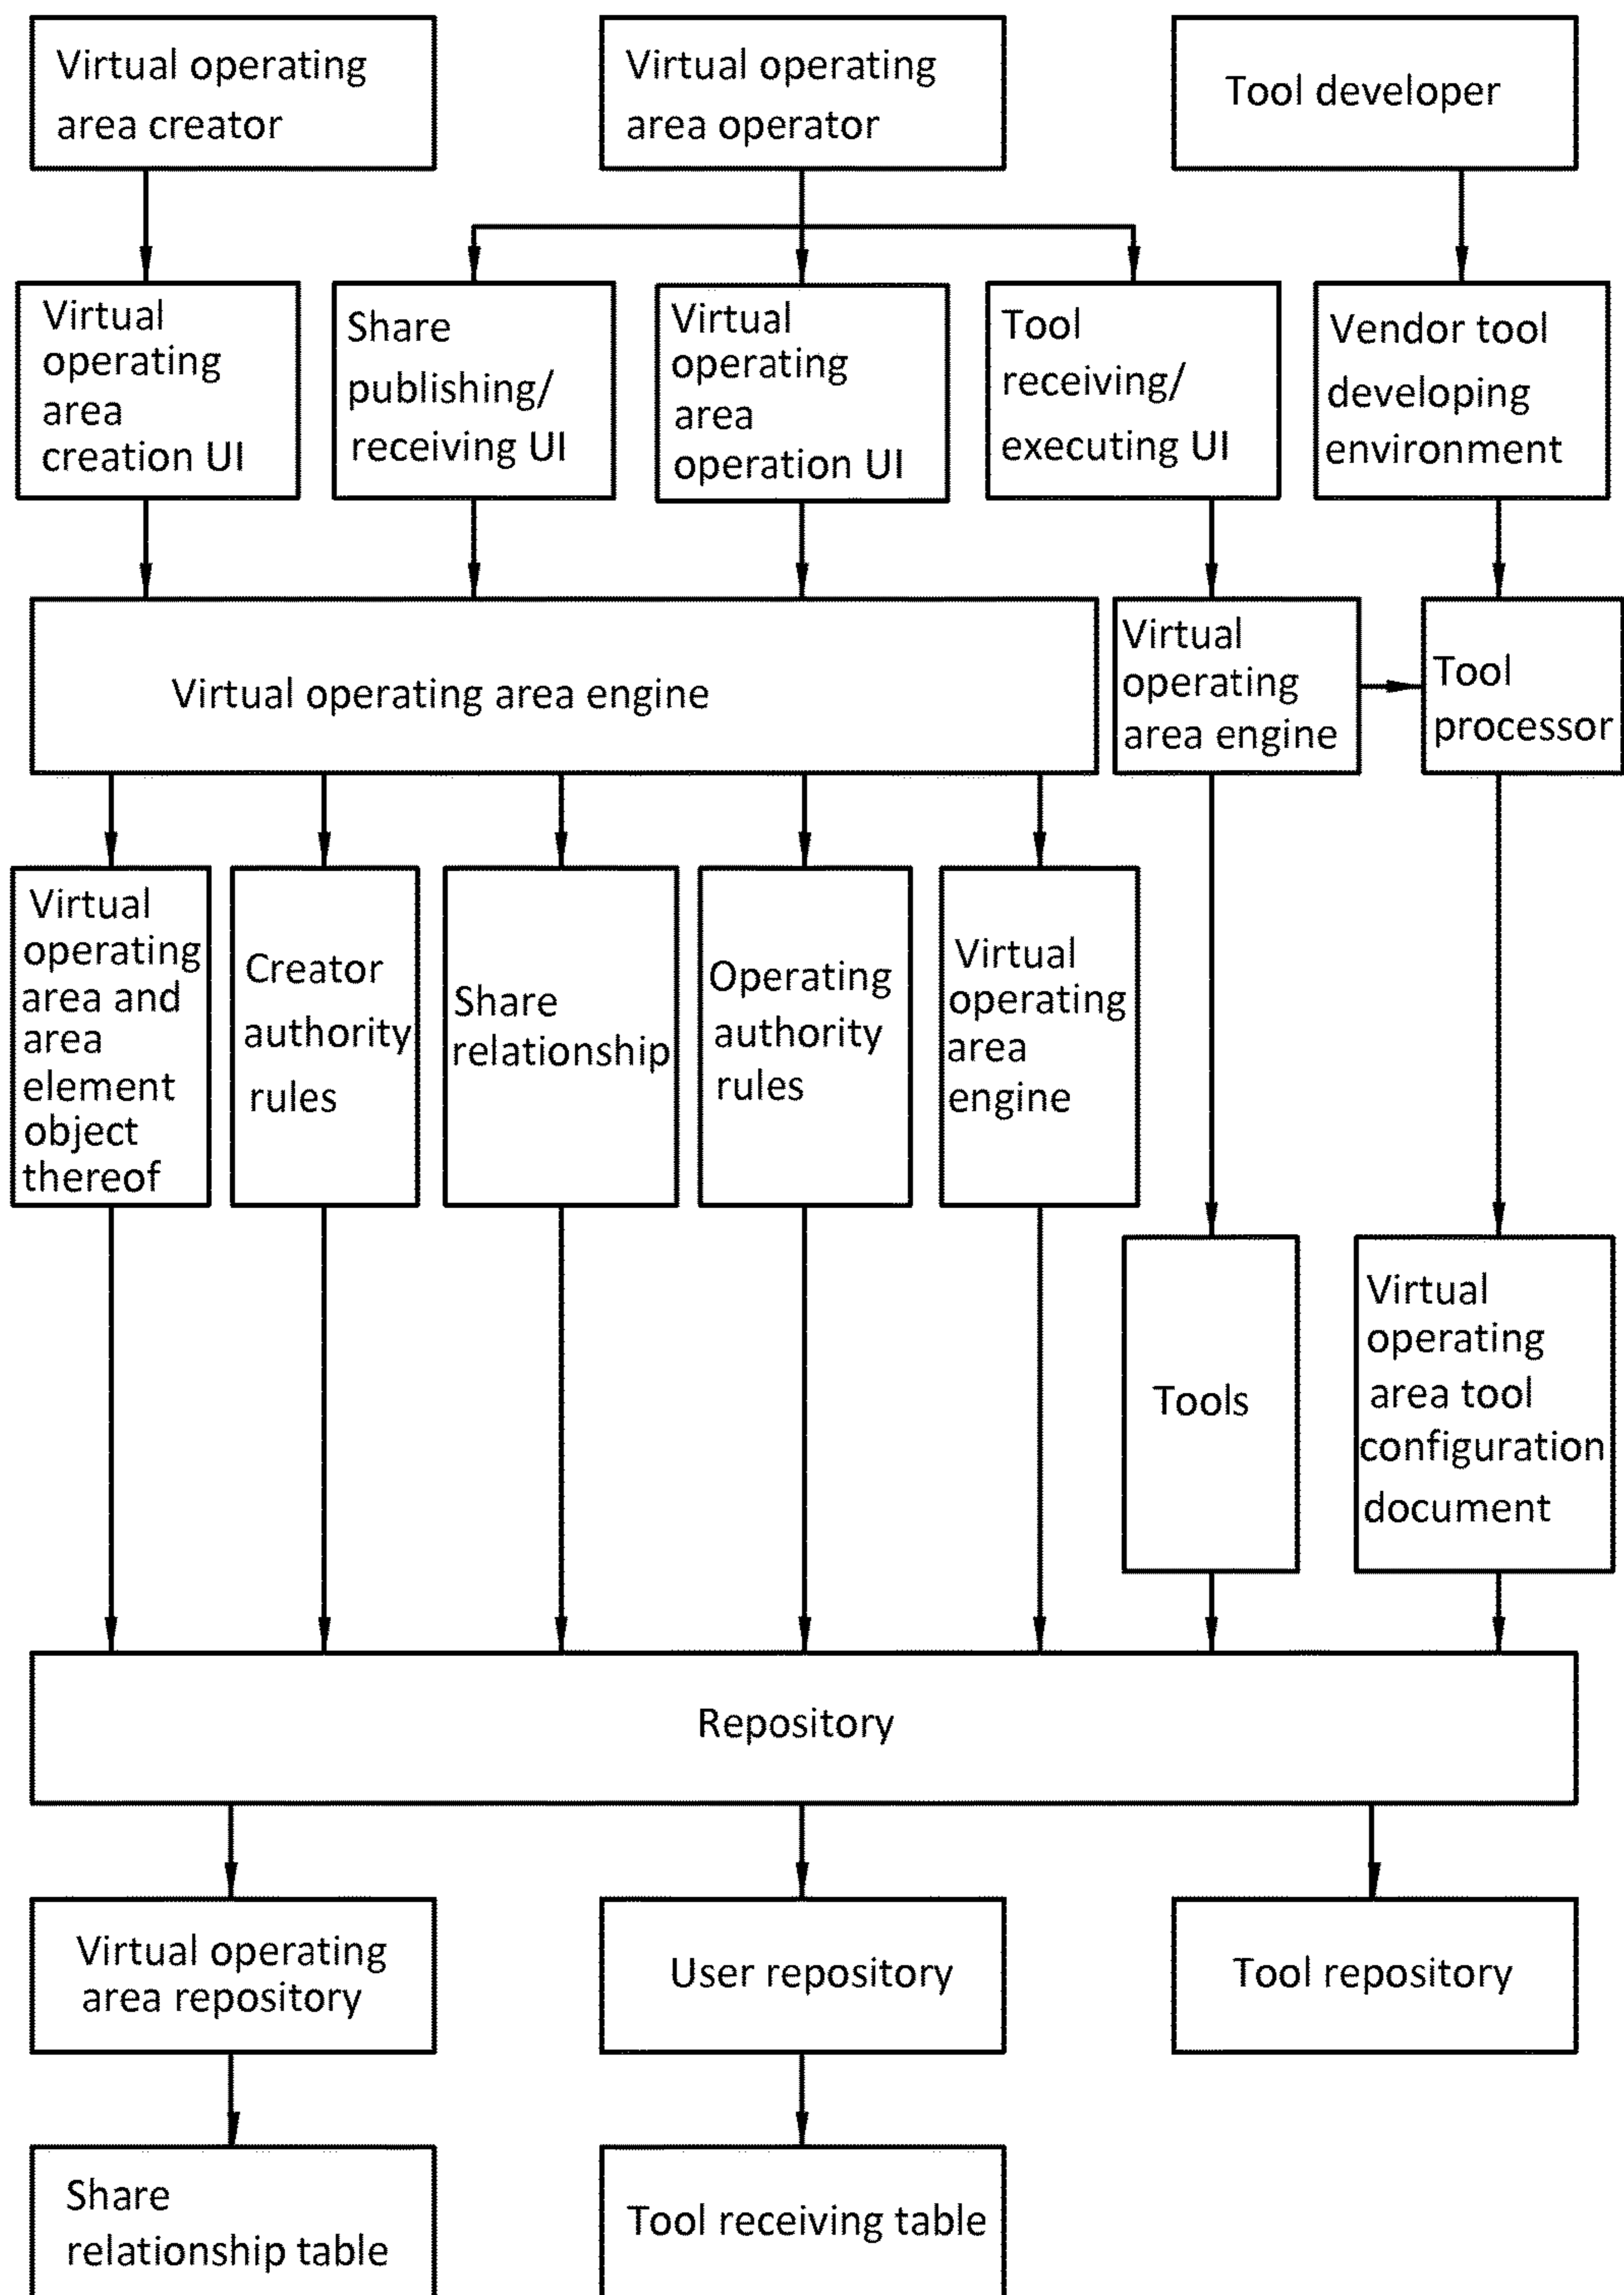 Virtual operating
area creator
Virtual operating
area operator
Tool developer
Virtual
operating
area
creation UI
Share
publishing/
receiving UI
Virtual
operating
area
operation UI
Tool
receiving/
executing UI
Vendor tool
developing
environment
Virtual operating area engine
Virtual
operating
area engine
Tool
processor
Virtual
operating
area and
area
element
object
thereof
Creator
authority
rules
Share
relationship
Operating
authority
rules
Virtual
operating
area
engine
Tools
Virtual
operating
area tool
configuration
document
Repository
Virtual operating
area repository
User repository
Tool repository
Share
relationship table
Tool receiving table